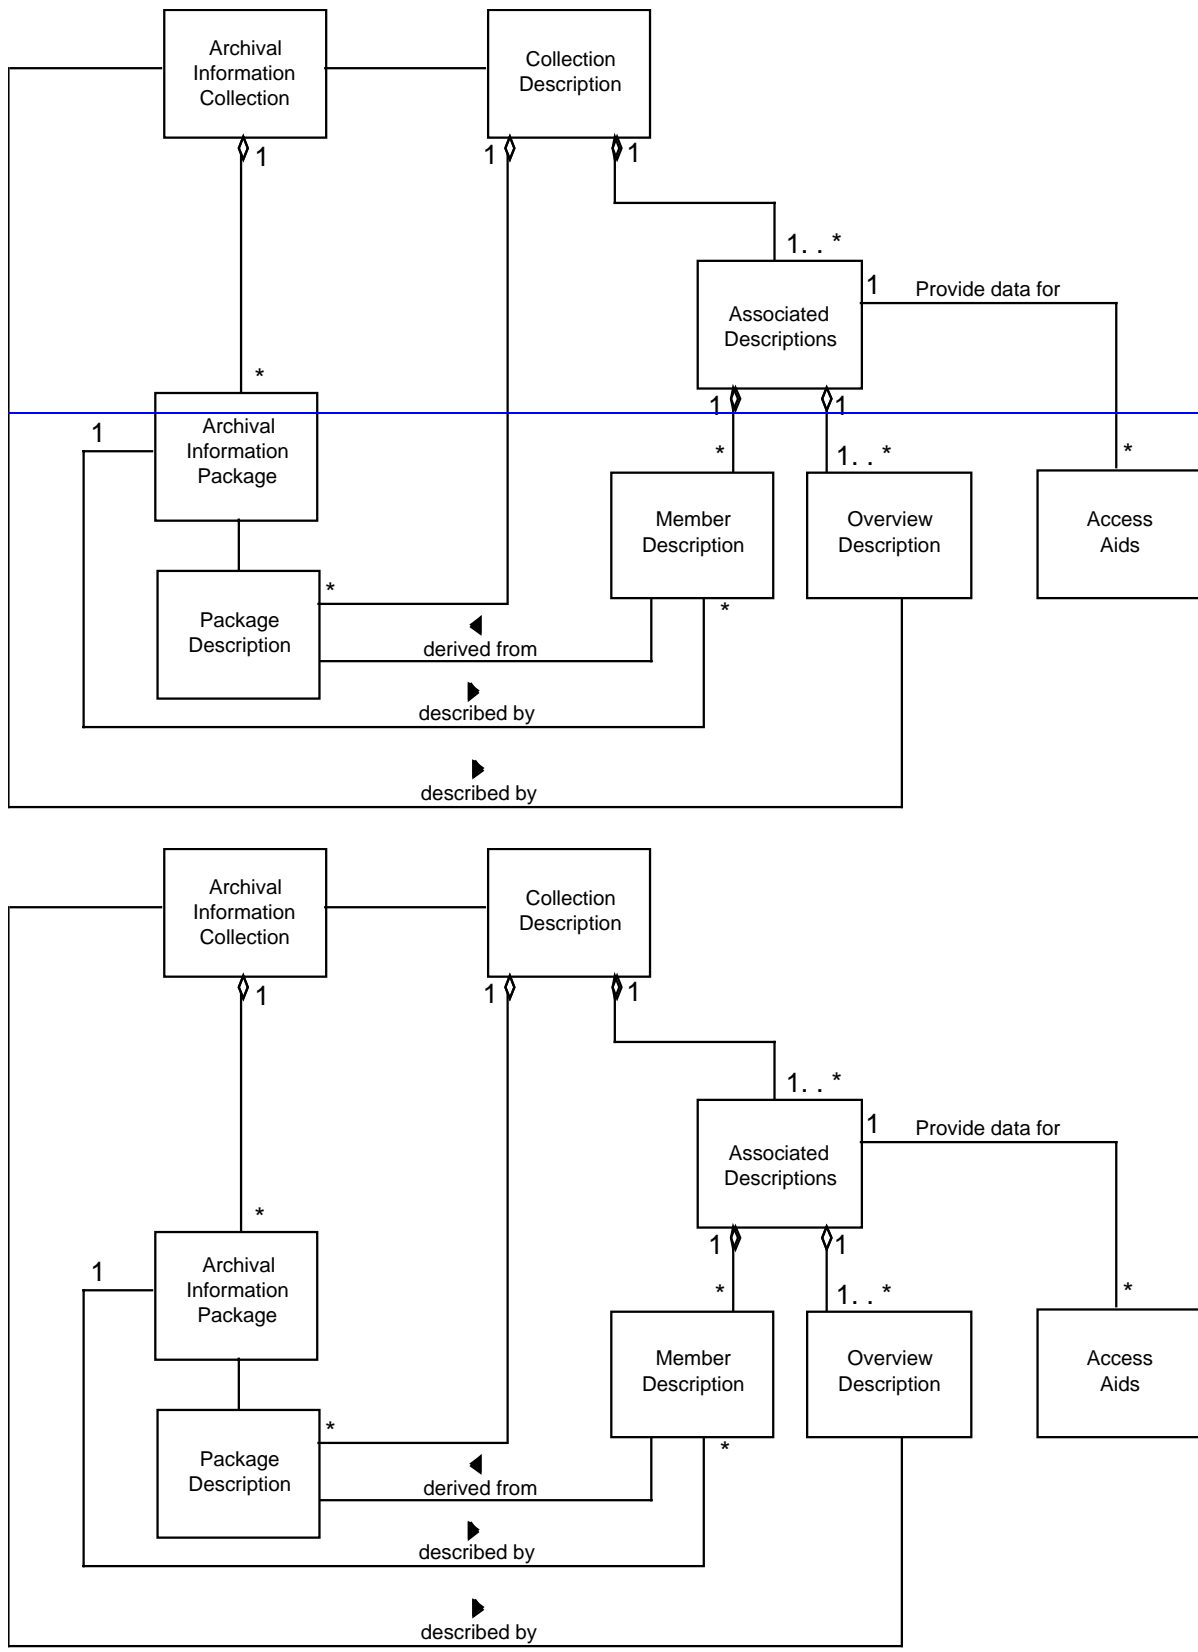 Archival
Information
Collection
Collection
Description
1
1
1
1. . *
1
Provide data for
Associated
Descriptions
*
1
1
1
Archival
Information
Package
*
1. . *
*
Member
Description
Overview
Description
Access
Aids
*
*
Package
Description
derived from
described by
described by
Archival
Information
Collection
Collection
Description
1
1
1
1. . *
1
Provide data for
Associated
Descriptions
*
1
1
1
Archival
Information
Package
*
1. . *
*
Member
Description
Overview
Description
Access
Aids
*
*
Package
Description
derived from
described by
described by